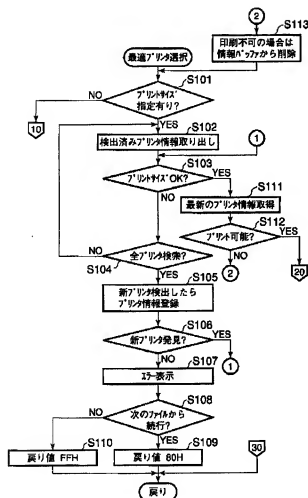 2
S113
印刷不可の場合は
情報バッファから削除
最適プリンタ選択
S101
プリントサイズ
指定有り?
NO
YES
10
S102
検出済みプリンタ情報取り出し
1
S103
プリントサイズOK?
YES
NO
S111
最新のプリンタ情報取得
S112
プリント可能?
NO
YES
2
20
全プリンタ検索?
NO
S104
YES
S105
新プリンタ検出したら
プリンタ情報登録
S106
新プリンタ発見?
YES
NO
1
S107
エラー表示
S108
次のファイルから
続行?
NO
YES
S110
戻り値 FFH
S109
戻り値 60H
30
戻り